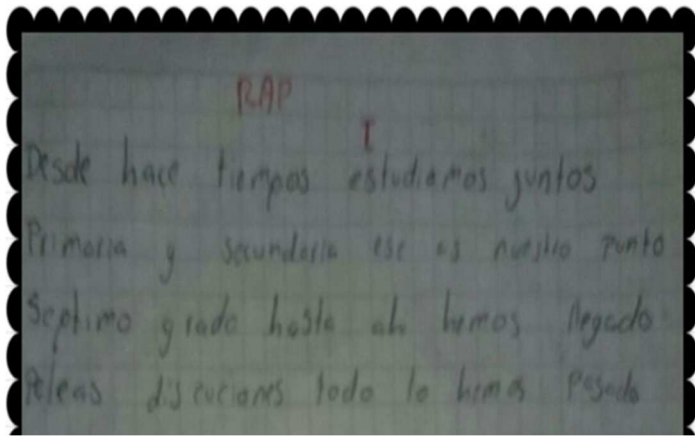 RAP
I
Desde hace tiempos estudiamos juntos
Primaria y secundaria ese es nuestro punto
Septimo grado hasta ahi hemos llegado
Peleas discuciones todo lo hemos pasado